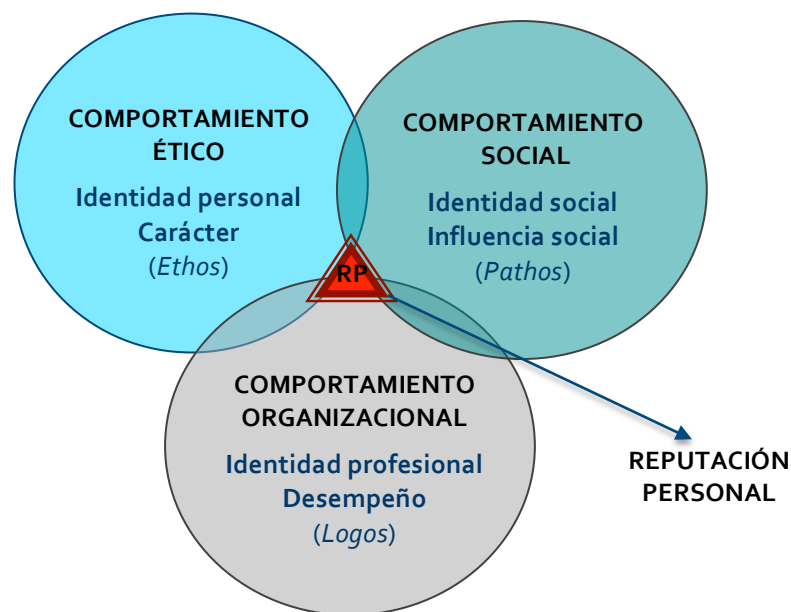 COMPORTAMIENTO
ÉTICO
Identidad personal
Carácter
(Ethos)
COMPORTAMIENTO
SOCIAL
Identidad social
Influencia social
(Pathos)
RP
COMPORTAMIENTO
ORGANIZACIONAL
Identidad profesional
Desempeño
(Logos)
REPUTACIÓN
PERSONAL